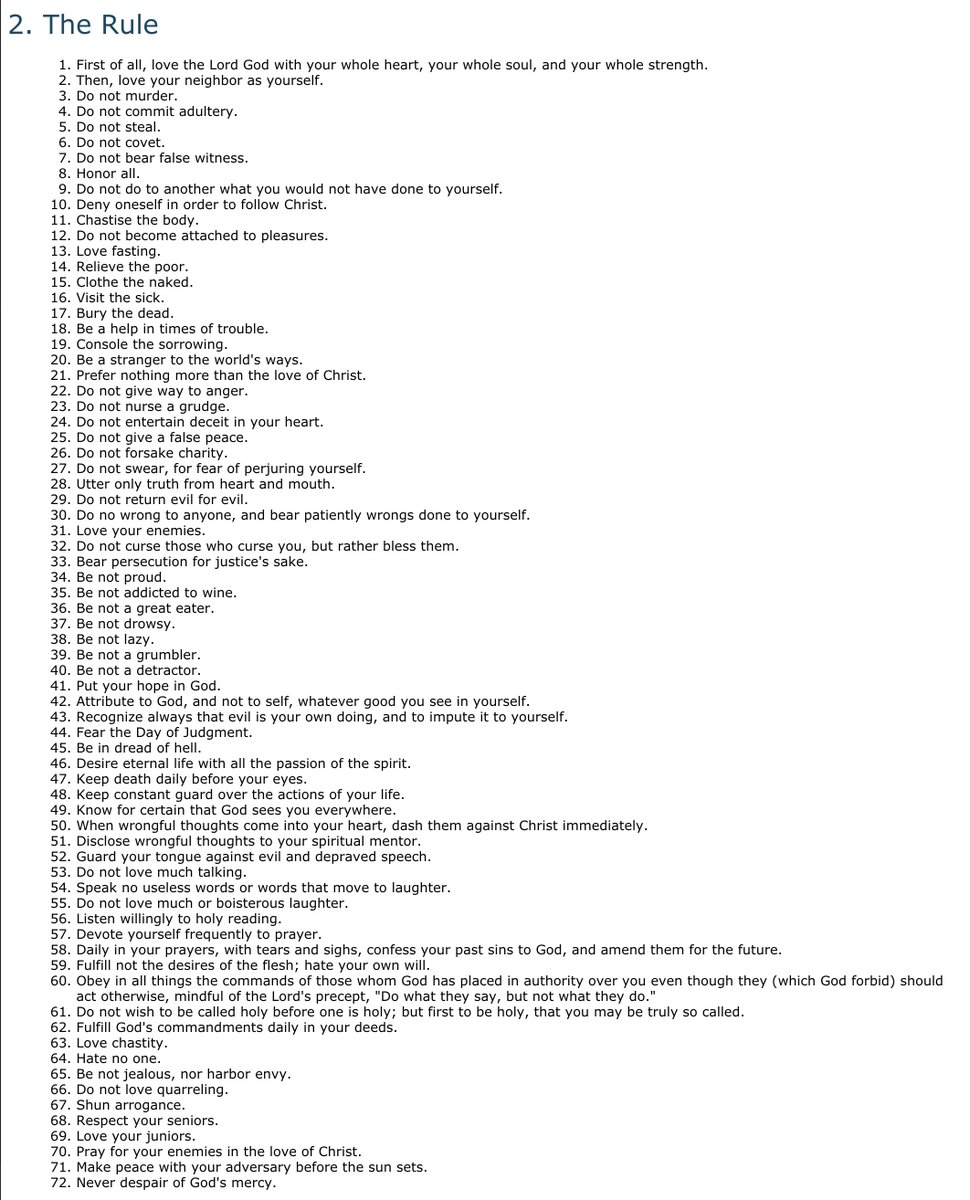 2. The Rule
1. First of all, love the Lord God with your whole heart, your whole soul, and your whole strength.
2. Then, love your neighbor as yourself.
3. Do not murder.
4. Do not commit adultery.
5. Do not steal.
6. Do not covet.
7. Do not bear false witness.
8. Honor all.
9. Do not do to another what you would not have done to yourself.
10. Deny oneself in order to follow Christ.
11. Chastise the body.
12. Do not become attached to pleasures.
13. Love fasting.
14. Relieve the poor.
15. Clothe the naked.
16. Visit the sick.
17. Bury the dead.
18. Be a help in times of trouble.
19. Console the sorrowing.
20. Be a stranger to the world's ways.
21. Prefer nothing more than the love of Christ.
22. Do not give way to anger.
23. Do not nurse a grudge.
24. Do not entertain deceit in your heart.
25. Do not give a false peace.
26. Do not forsake charity.
27. Do not swear, for fear of perjuring yourself.
28. Utter only truth from heart and mouth.
29. Do not return evil for evil.
30. Do no wrong to anyone, and bear patiently wrongs done to yourself.
31. Love your enemies.
32. Do not curse those who curse you, but rather bless them.
33. Bear persecution for justice's sake.
34. Be not proud.
35. Be not addicted to wine.
36. Be not a great eater.
37. Be not drowsy.
38. Be not lazy.
39. Be not a grumbler.
40. Be not a detractor.
41. Put your hope in God.
42. Attribute to God, and not to self, whatever good you see in yourself.
43. Recognize always that evil is your own doing, and to impute it to yourself.
44. Fear the Day of Judgment.
45. Be in dread of hell.
46. Desire eternal life with all the passion of the spirit.
47. Keep death daily before your eyes.
48. Keep constant guard over the actions of your life.
49. Know for certain that God sees you everywhere.
50. When wrongful thoughts come into your heart, dash them against Christ immediately.
51. Disclose wrongful thoughts to your spiritual mentor.
52. Guard your tongue against evil and depraved speech.
53. Do not love much talking.
54. Speak no useless words or words that move to laughter.
55. Do not love much or boisterous laughter.
56. Listen willingly to holy reading.
57. Devote yourself frequently to prayer.
58. Daily in your prayers, with tears and sighs, confess your past sins to God, and amend them for the future.
59. Fulfill not the desires of the flesh; hate your own will.
60. Obey in all things the commands of those whom God has placed in authority over you even though they (which God forbid) should
act otherwise, mindful of the Lord's precept, "Do what they say, but not what they do."
61. Do not wish to be called holy before one is holy; but first to be holy, that you may be truly so called.
62. Fulfill God's commandments daily in your deeds.
63. Love chastity.
64. Hate no one.
65. Be not jealous, nor harbor envy.
66. Do not love quarreling.
67. Shun arrogance.
68. Respect your seniors.
69. Love your juniors.
70. Pray for your enemies in the love of Christ.
71. Make peace with your adversary before the sun sets.
72. Never despair of God's mercy.